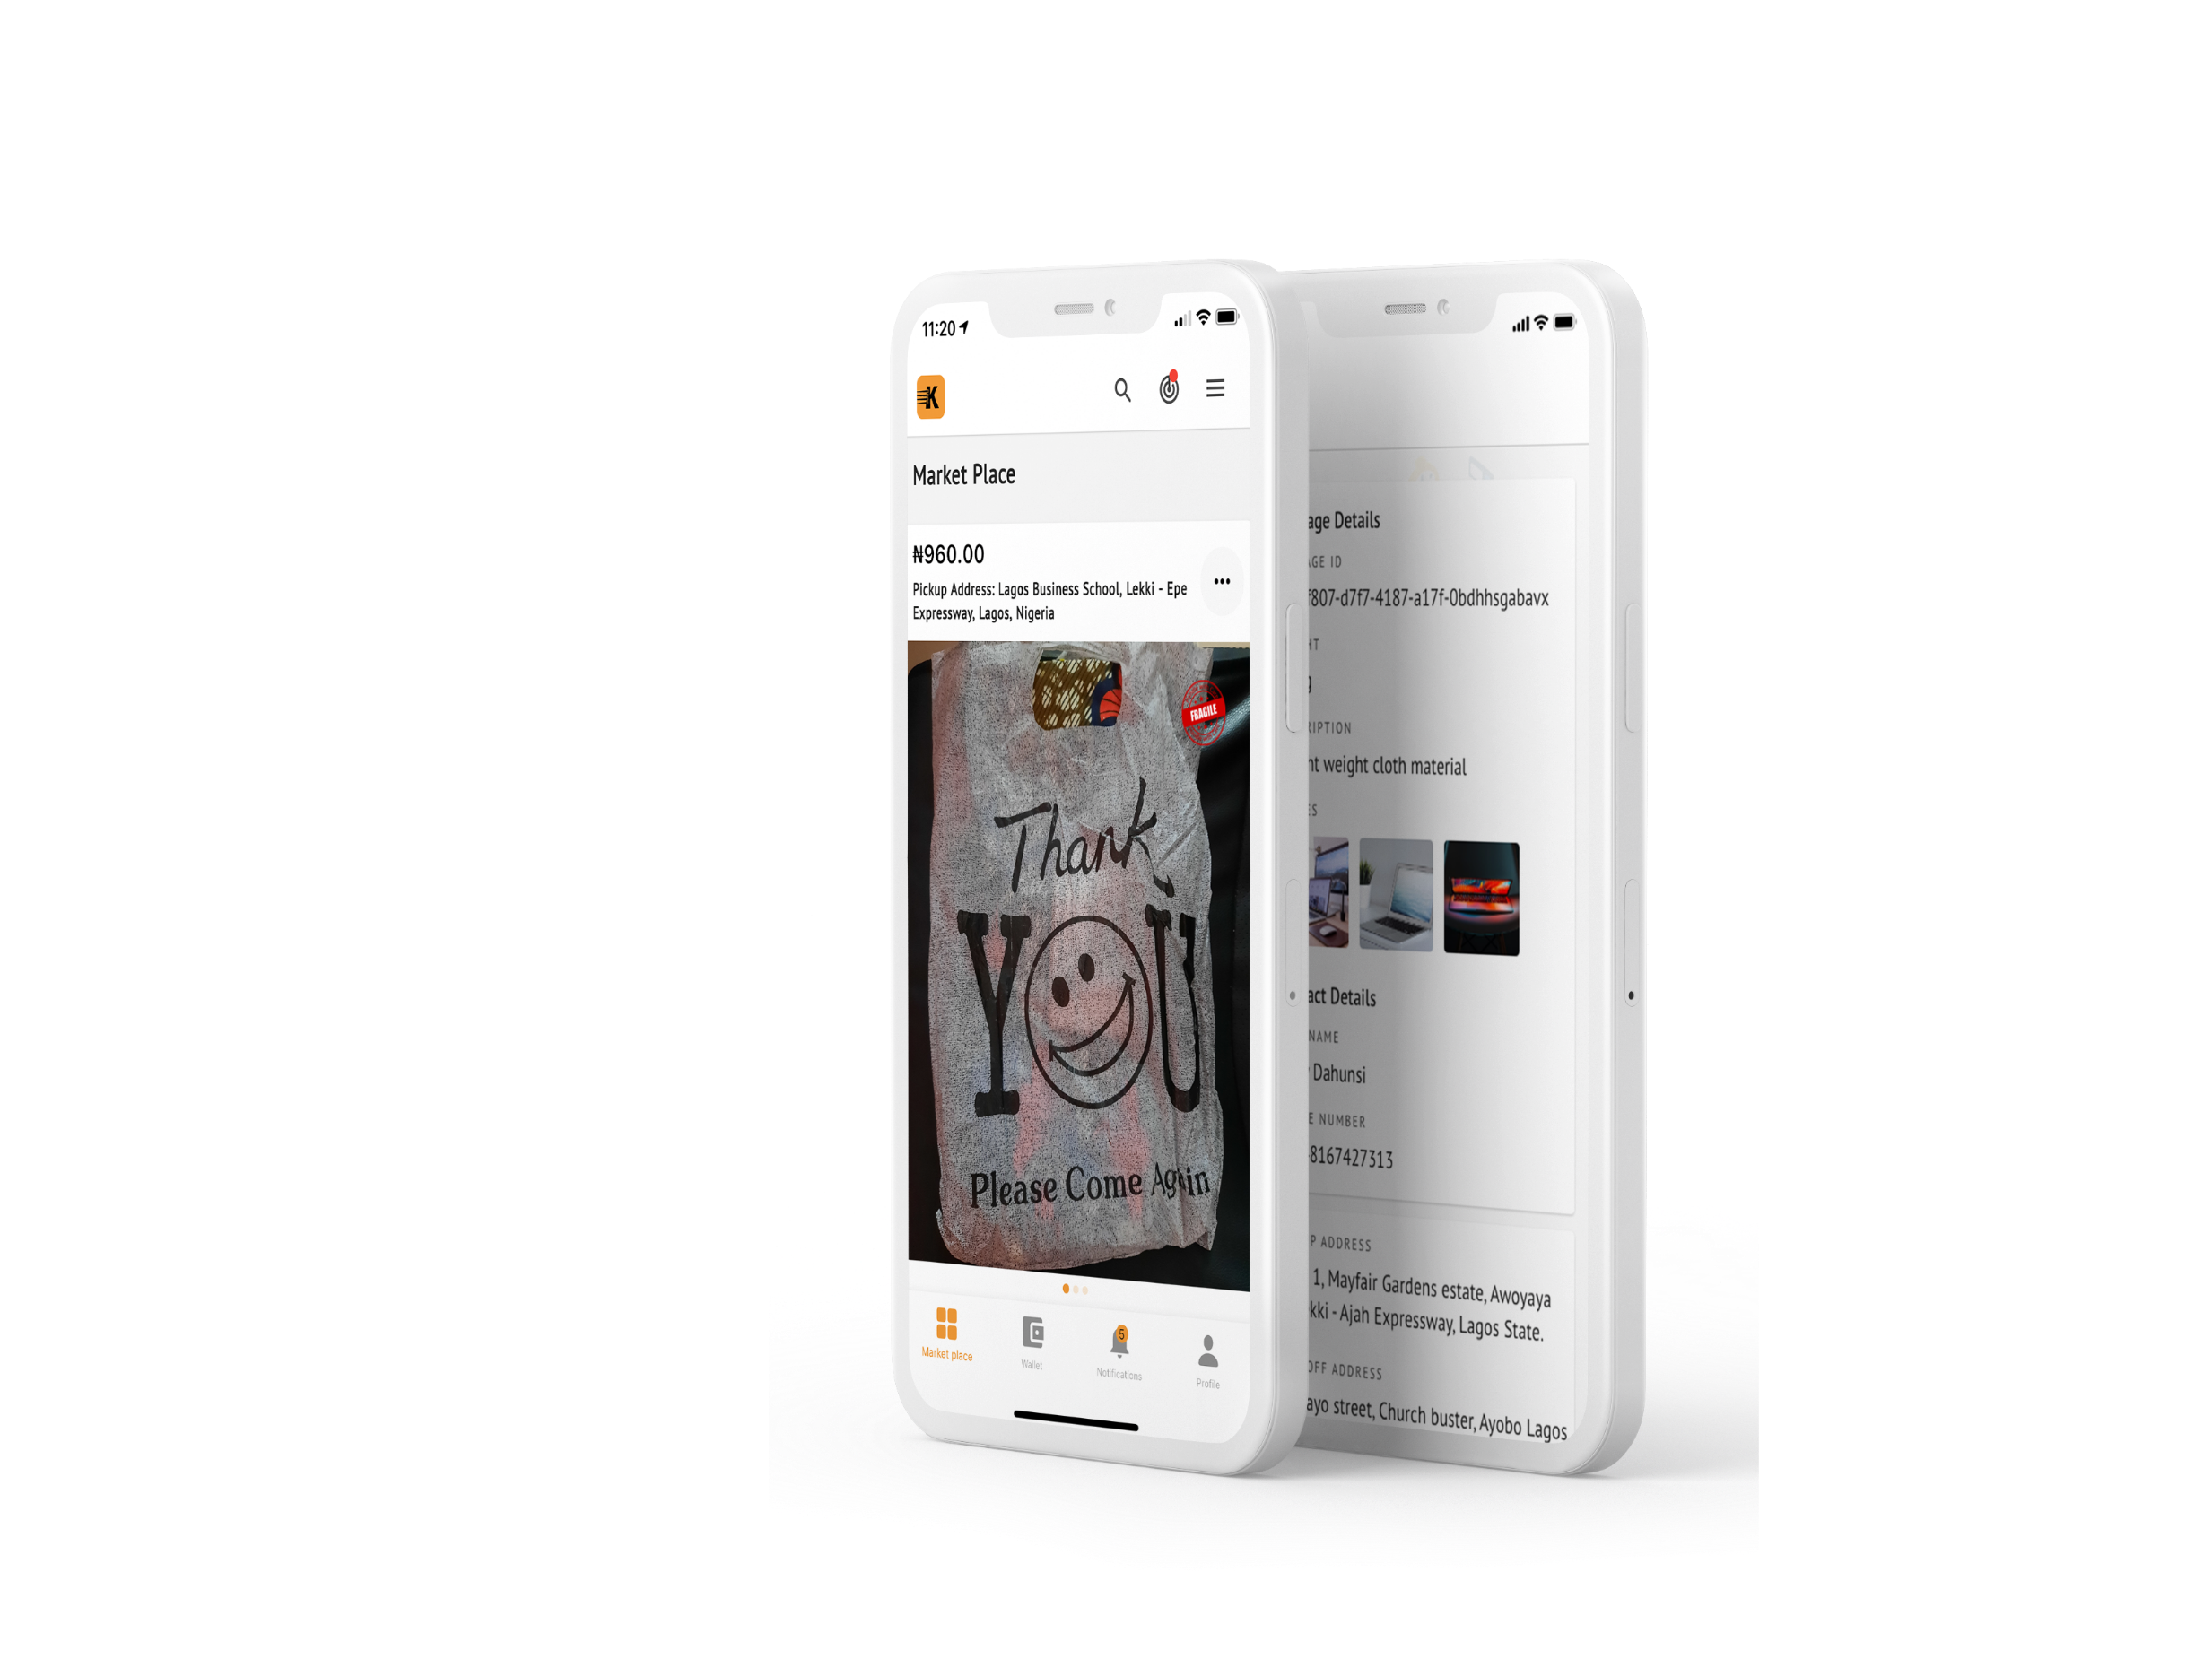 11:20
K
Market Place
₦960.00
Pickup Address: Lagos Business School, Lekki - Epe
Expressway, Lagos, Nigeria
FRAGILE
Thank
YOU
Please Come Again
Market place
Wallet
5
Notifications
Profile
age Details
GE ID
f807-d7f7-4187-a17f-0bdhhsgabavx
HT
g
RIPTION
nt weight cloth material
ES
act Details
NAME
Dahunsi
E NUMBER
8167427313
P ADDRESS
1, Mayfair Gardens estate, Awoyaya
kki - Ajah Expressway, Lagos State.
OFF ADDRESS
ayo street, Church buster, Ayobo Lagos